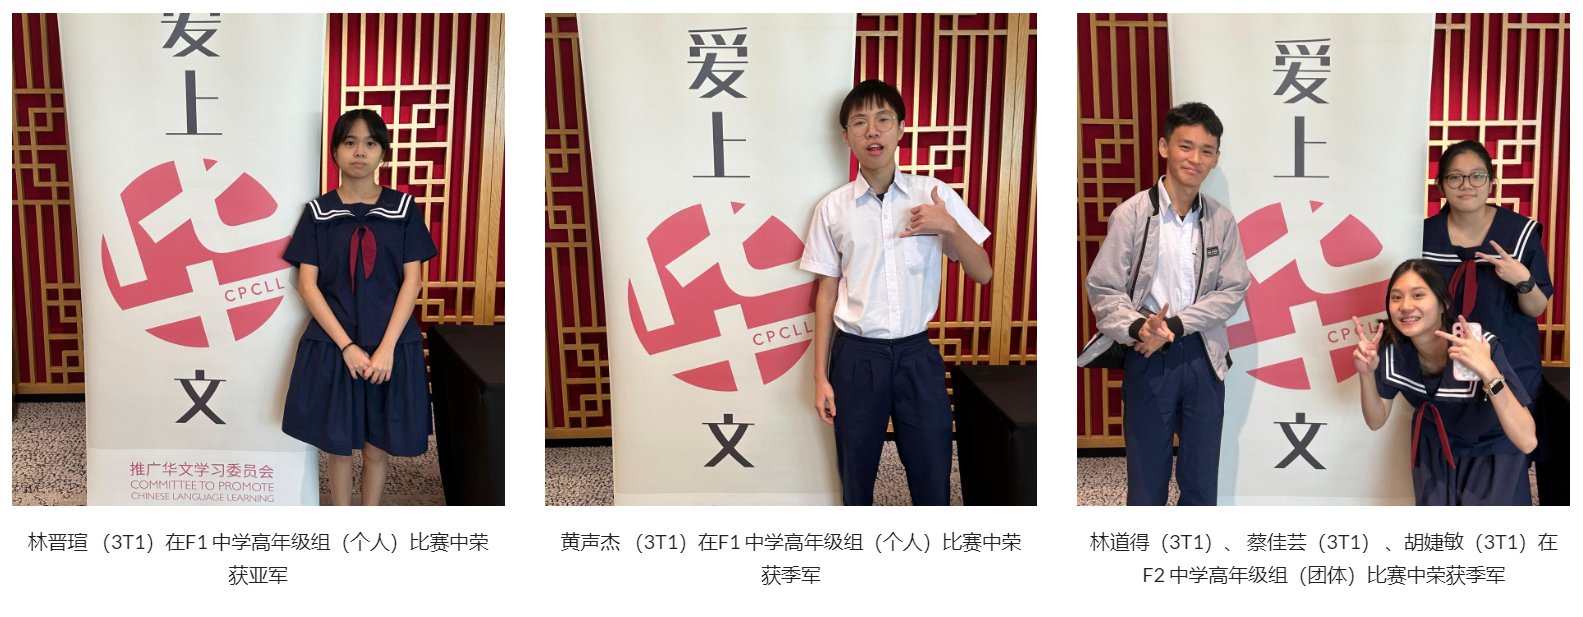 爱
上
华
CPCLL
文
推广华文学习委员会
COMMITTEE TO PROMOTE
CHINESE LANGUAGE LEARNING
林晋瑄 （3T1）在F1 中学高年级组（个人）比赛中荣
获亚军
爱
上
华
CPCLL
文
黄声杰 （3T1）在F1 中学高年级组（个人）比赛中荣
获季军
爱
上
华
CPCLL
文
林道得（3T1）、 蔡佳芸（3T1） 、胡婕敏（3T1）在
F2 中学高年级组（团体）比赛中荣获季军